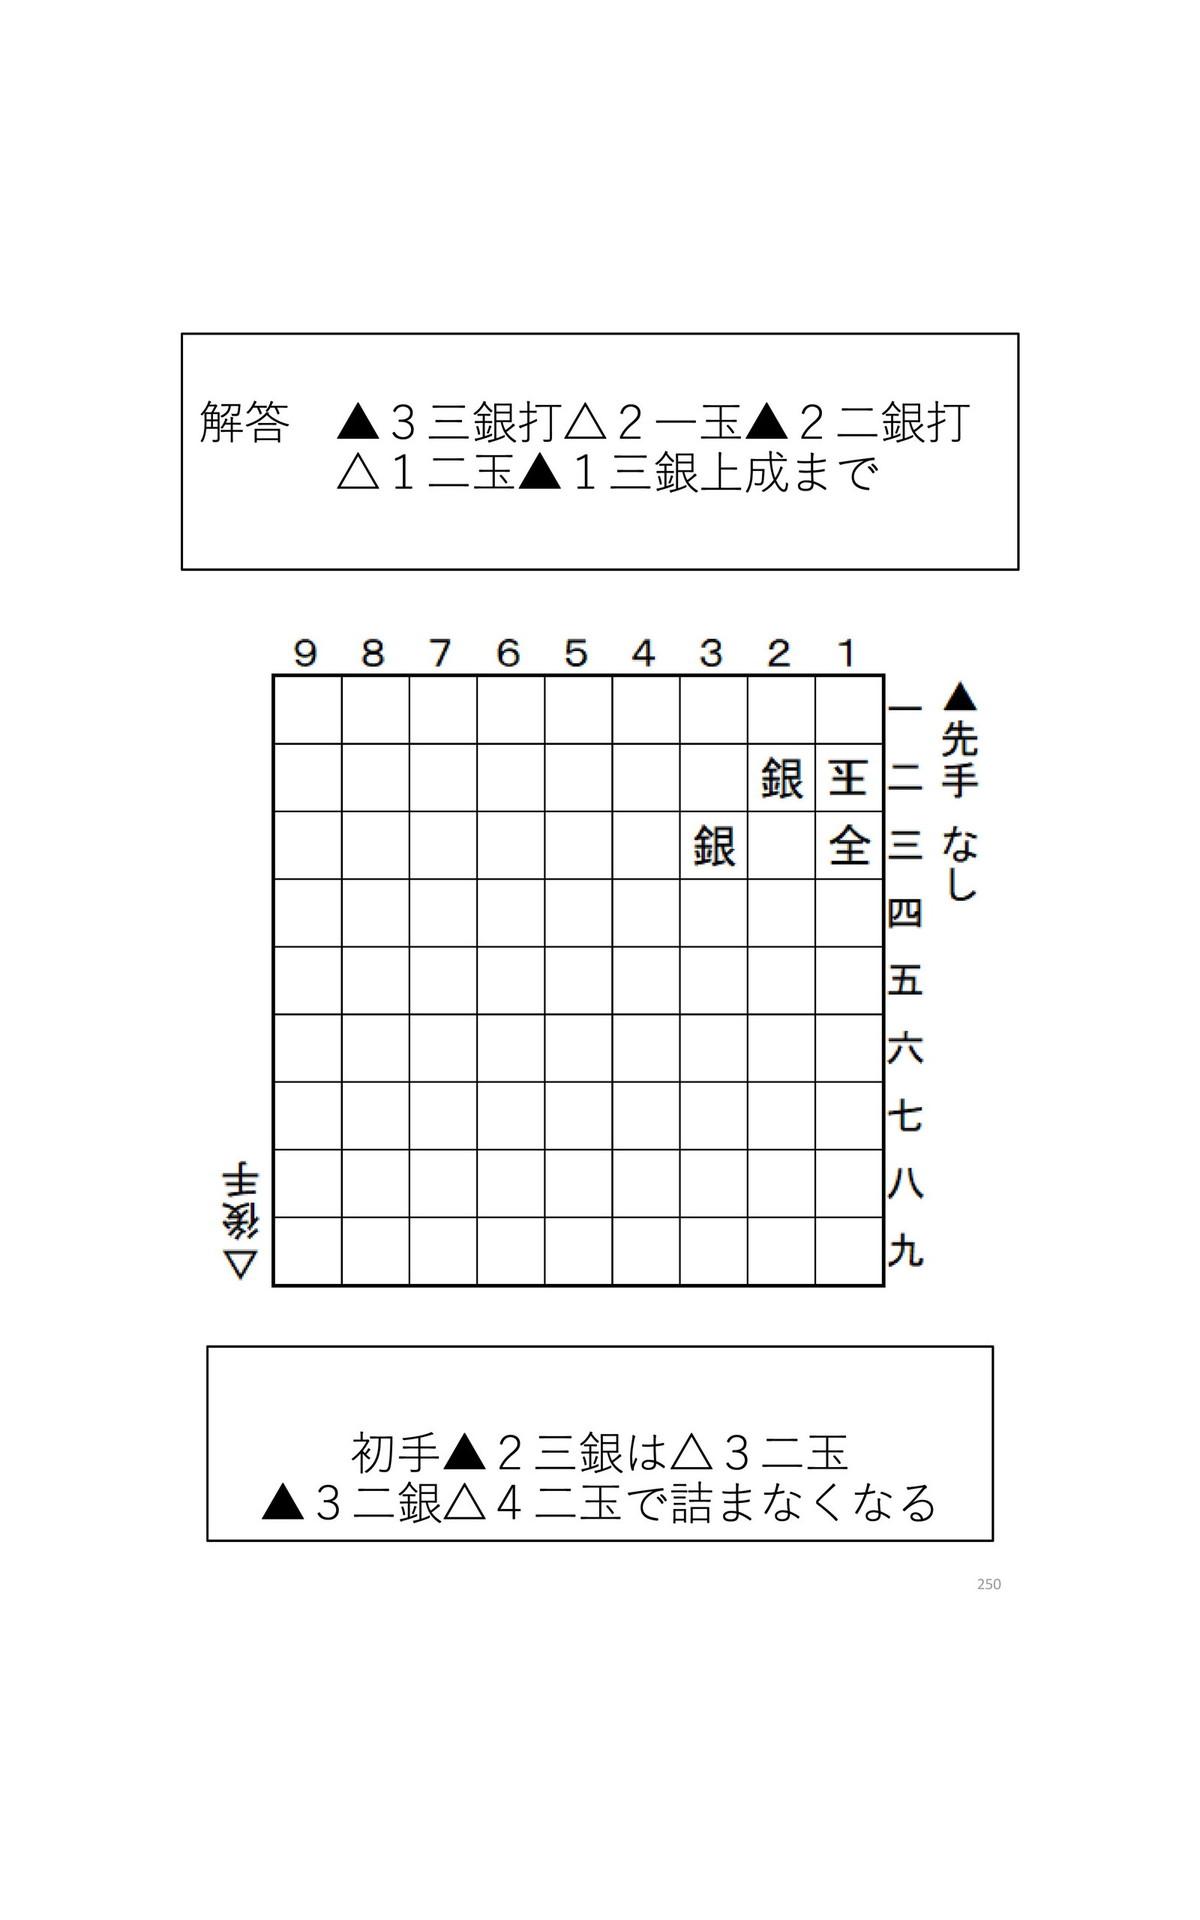 解答　▲３三銀打△２一玉▲２二銀打
△１二玉▲１三銀上成まで
9 8 7 6 5 4 3 2 1
一
銀 玉 二
銀 全 三
四
五
六
七
八
九
▲先手 なし
△後手
初手▲２三銀は△３二玉
▲３二銀△４二玉で詰まなくなる
250